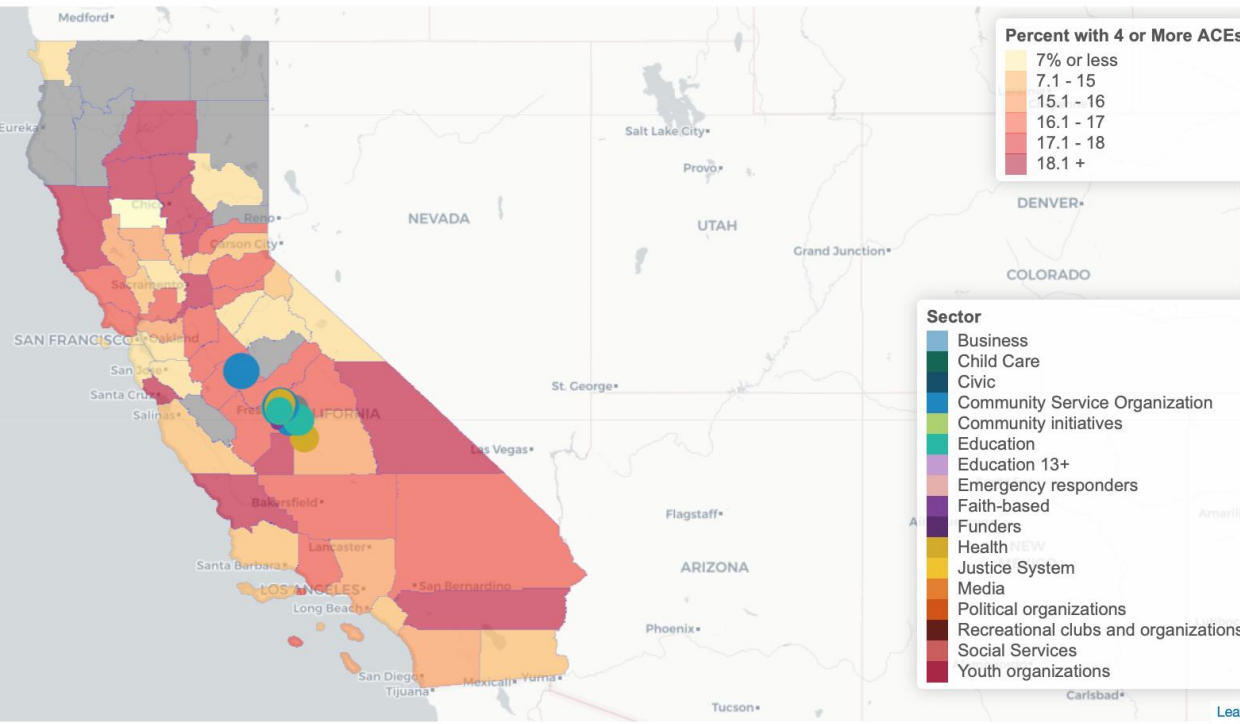 Medford
Percent with 4 or More ACEs
7% or less
7.1 - 15
15.1 - 16
16.1 - 17
17.1 - 18
18.1 +
Eureka
Salt Lake City
Provo
Chico
Reno
NEVADA
UTAH
DENVER
Carson City
Grand Junction
COLORADO
Sacramento
SAN FRANCISCO
Oakland
San Jose
Santa Cruz
Salinas
Fres
LIFORNIA
St. George
Las Vegas
Bakersfield
Flagstaff
Lancaster
Santa Barbara
LOS ANGELES
San Bernardino
Long Beach
ARIZONA
Phoenix
San Diego
Tijuana
Mexicali
Yuma
Tucson
Sector
Business
Child Care
Civic
Community Service Organization
Community initiatives
Education
Education 13+
Emergency responders
Faith-based
Funders
Health
Justice System
Media
Political organizations
Recreational clubs and organizations
Social Services
Youth organizations
NEW
Amaril
Carlsbad
Lea